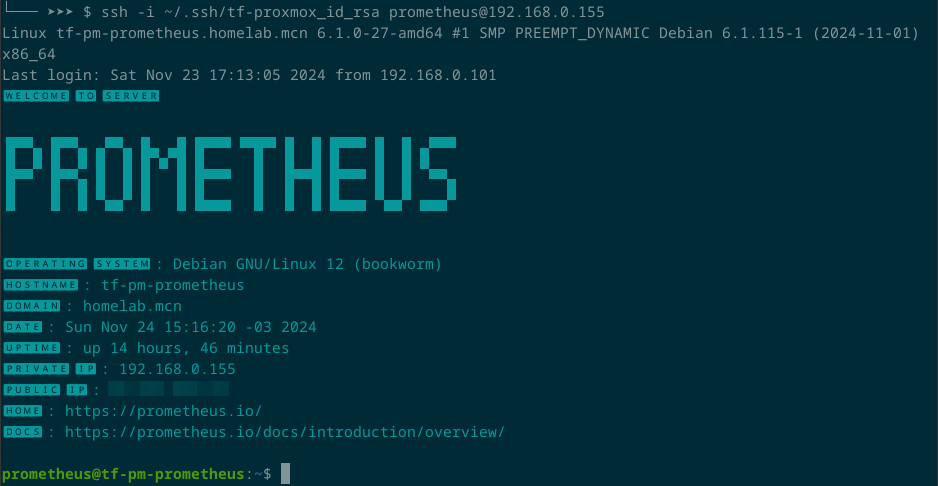 └── ➤➤➤ $ ssh -i ~/.ssh/tf-proxmox_id_rsa prometheus@192.168.0.155
Linux tf-pm-prometheus.homelab.mcn 6.1.0-27-amd64 #1 SMP PREEMPT_DYNAMIC Debian 6.1.115-1 (2024-11-01)
x86_64
Last login: Sat Nov 23 17:13:05 2024 from 192.168.0.101
WELCOME TO SERVER
PROMETHEUS
OPERATING SYSTEM : Debian GNU/Linux 12 (bookworm)
HOSTNAME : tf-pm-prometheus
DOMAIN : homelab.mcn
DATE : Sun Nov 24 15:16:20 -03 2024
UPTIME : up 14 hours, 46 minutes
PRIVATE IP : 192.168.0.155
PUBLIC IP :
HOME : https://prometheus.io/
DOCS : https://prometheus.io/docs/introduction/overview/
prometheus@tf-pm-prometheus:~$